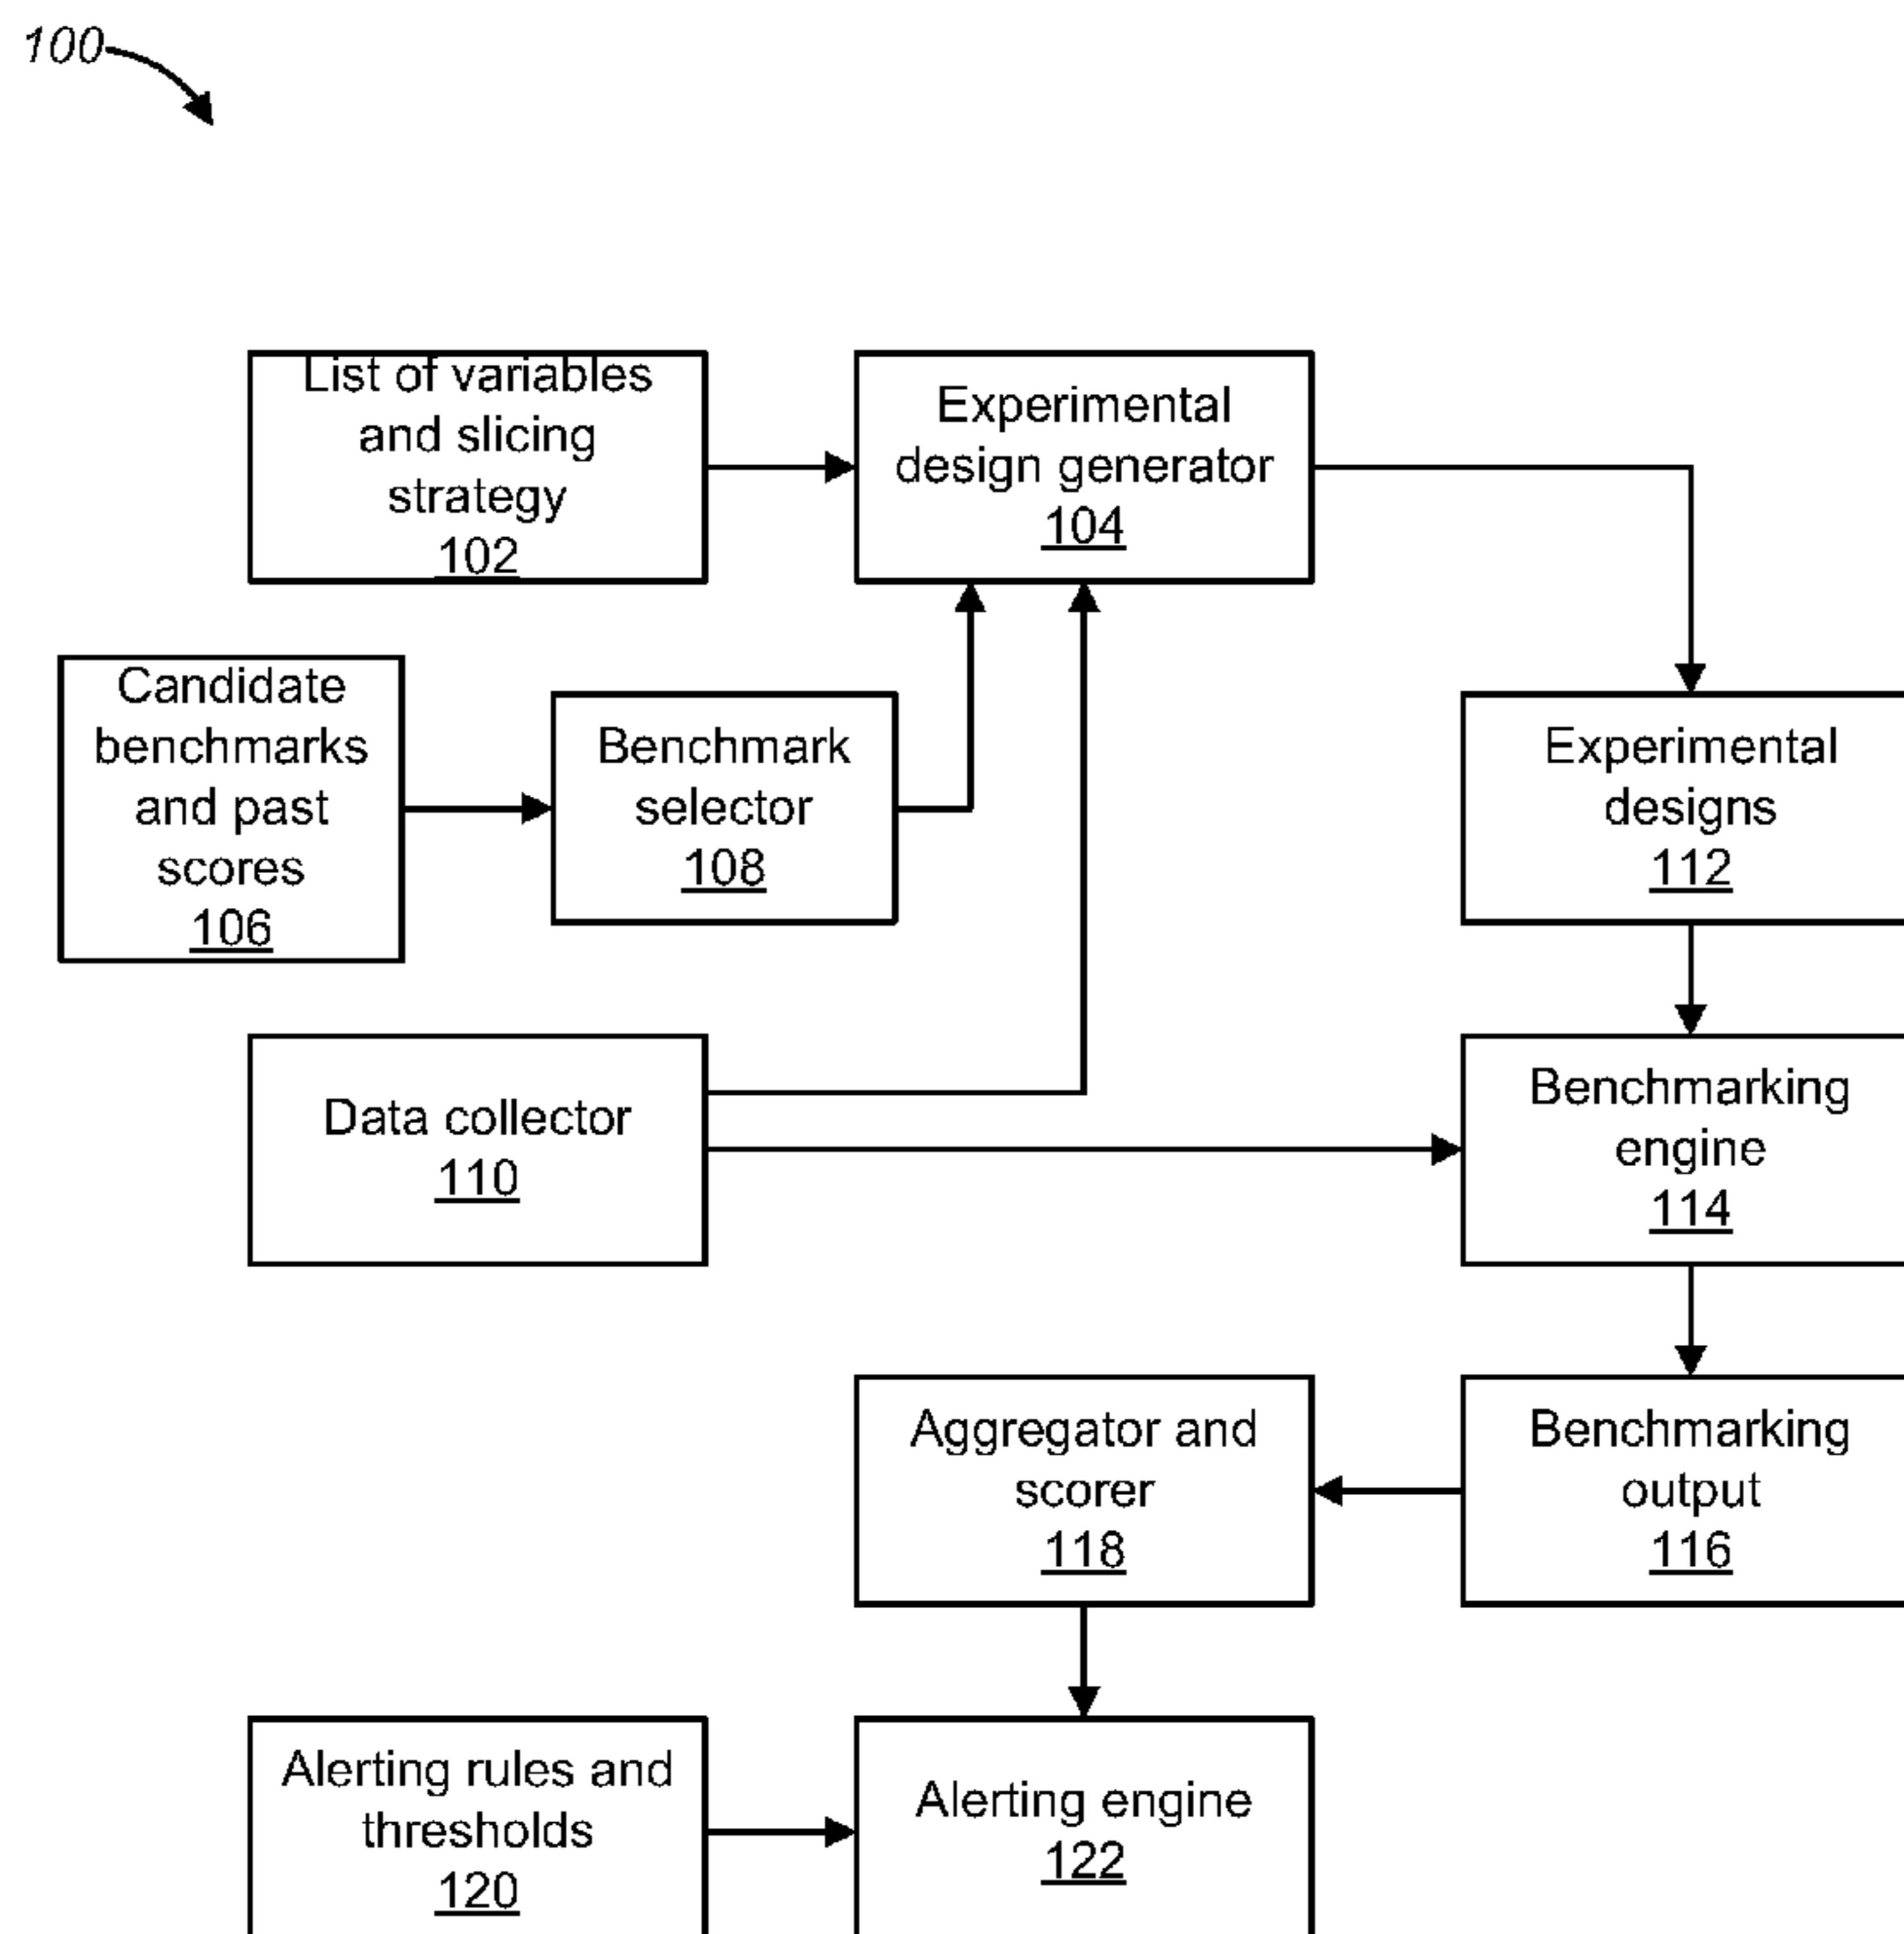 100
List of variables
and slicing
strategy
102
Experimental
design generator
104
Candidate
benchmarks
and past
scores
106
Benchmark
selector
108
Experimental
designs
112
Data collector
110
Benchmarking
engine
114
Aggregator and
scorer
118
Benchmarking
output
116
Alerting rules and
thresholds
120
Alerting engine
122